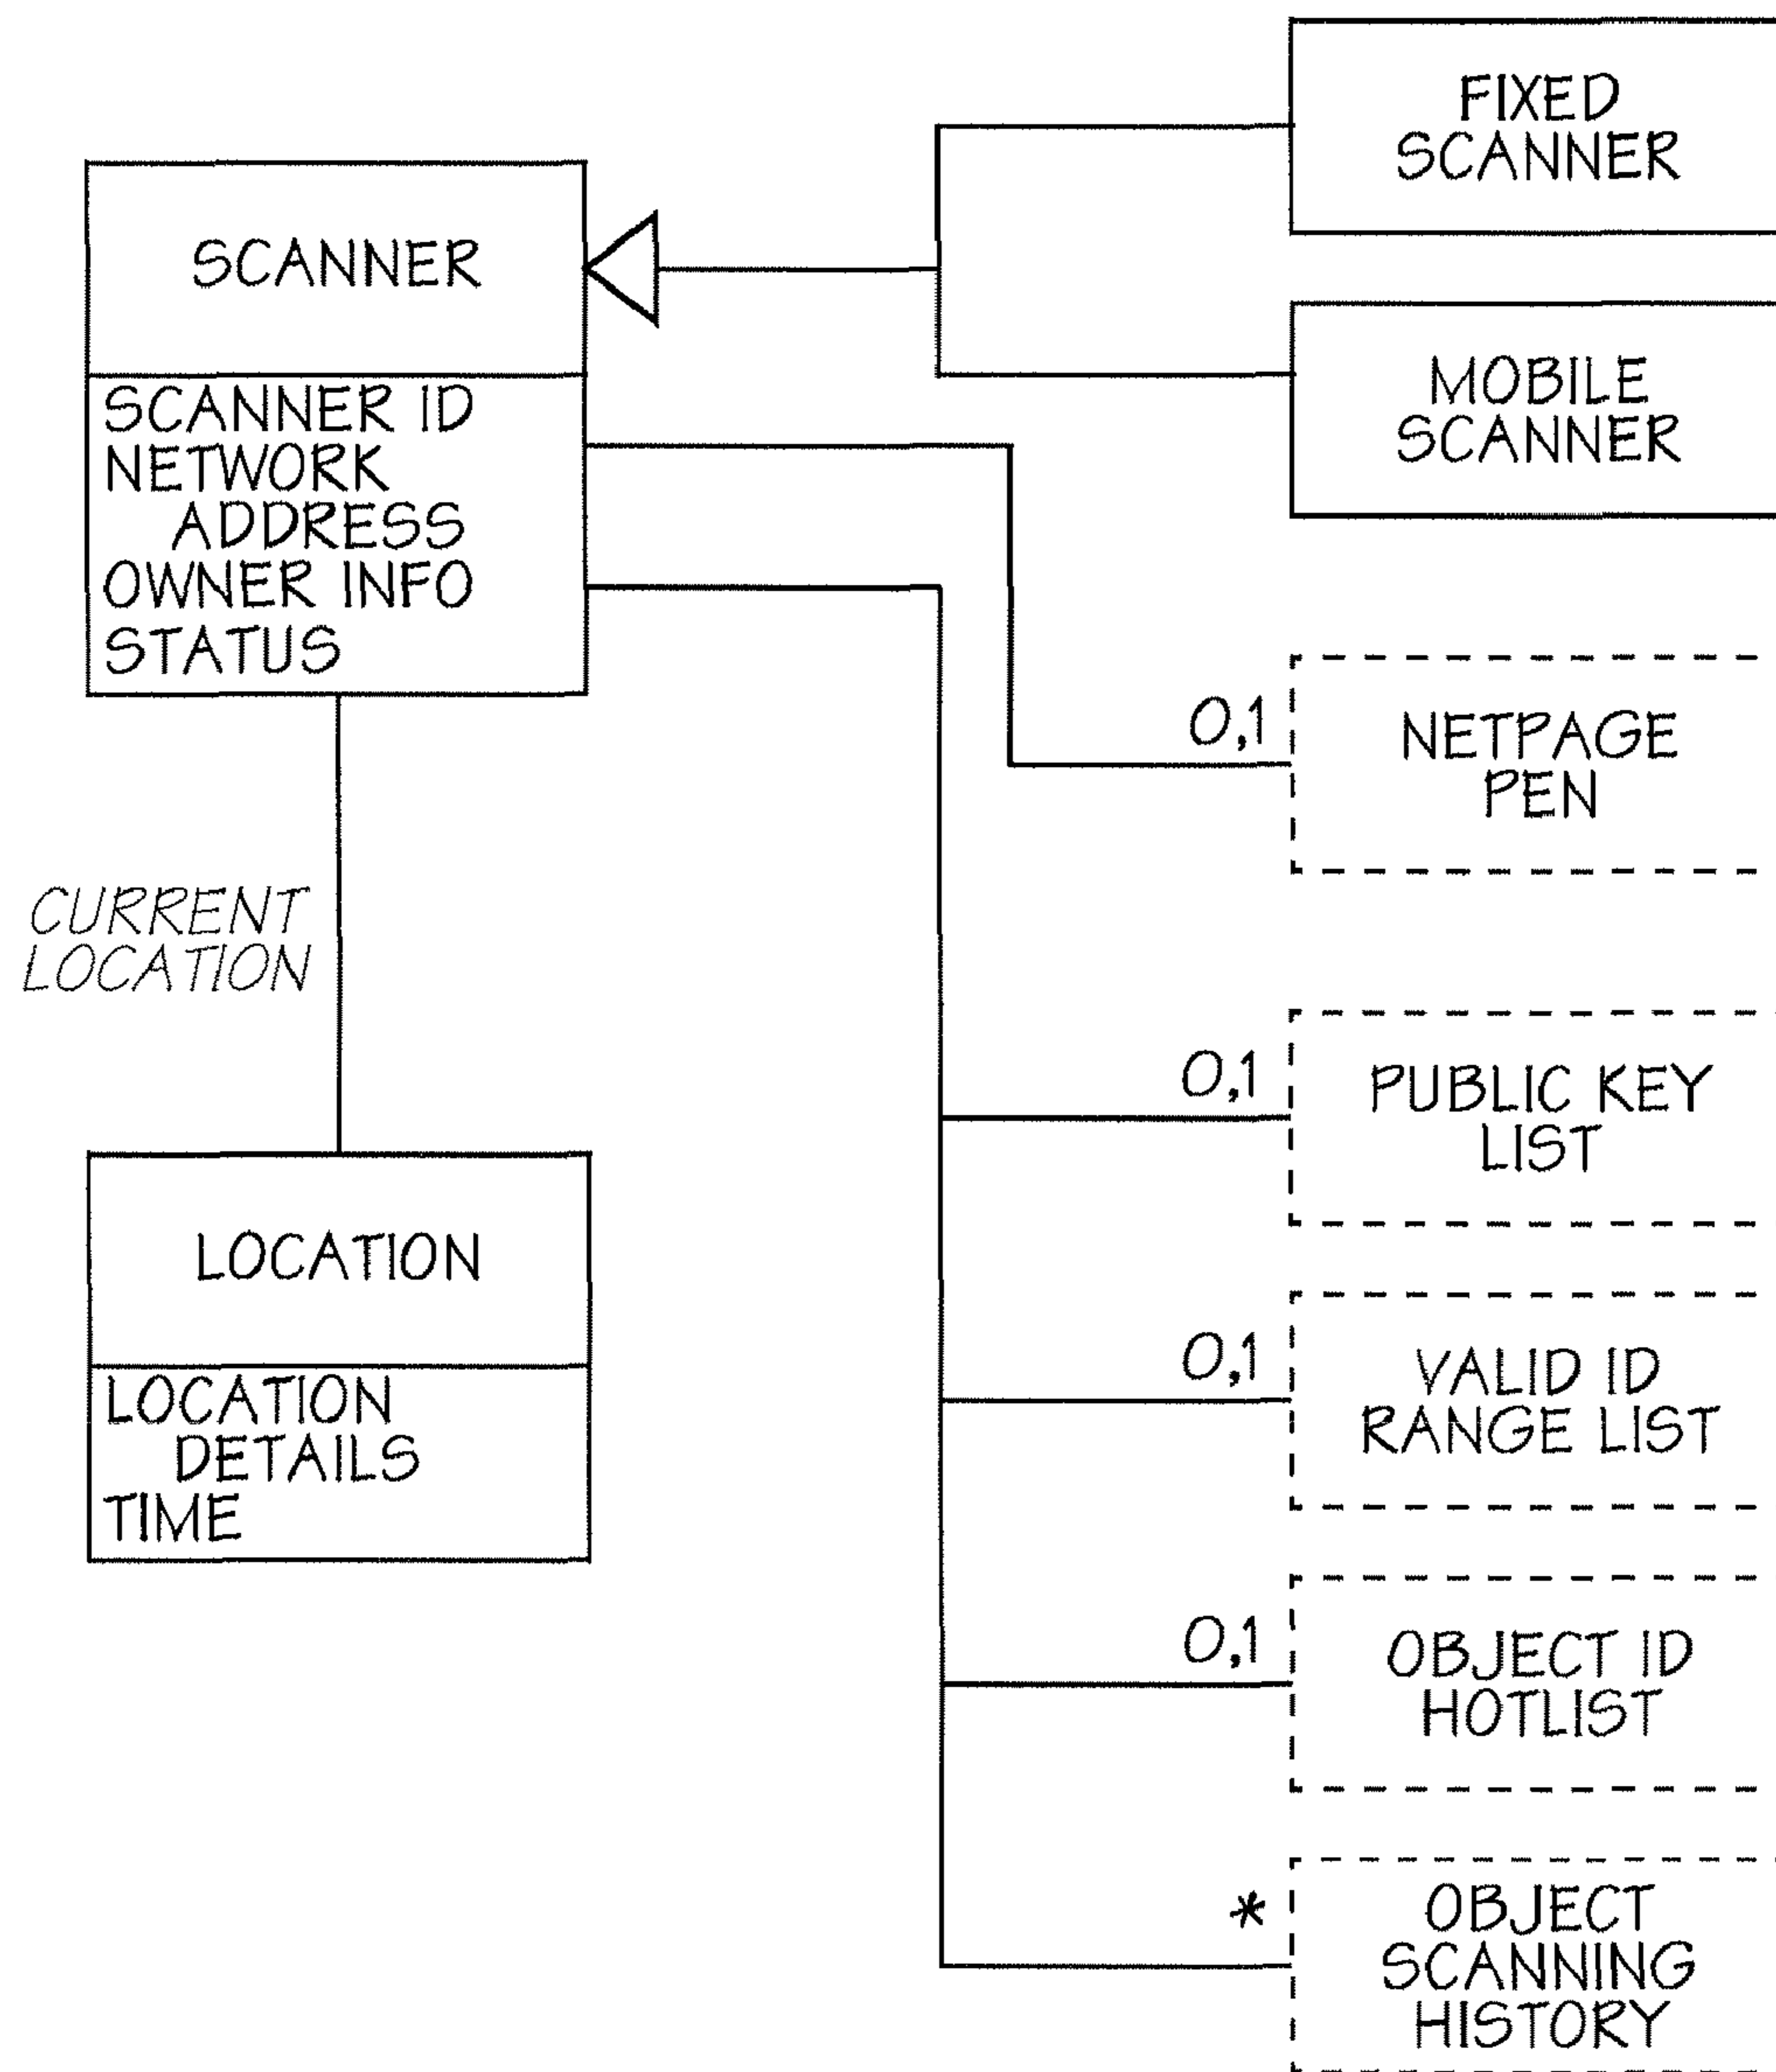 FIXED
SCANNER
SCANNER
SCANNER ID
NETWORK
ADDRESS
OWNER INFO
STATUS
MOBILE
SCANNER
0,1
NETPAGE
PEN
CURRENT
LOCATION
0,1
PUBLIC KEY
LIST
LOCATION
LOCATION
DETAILS
TIME
0,1
VALID ID
RANGE LIST
0,1
OBJECT ID
HOTLIST
*
OBJECT
SCANNING
HISTORY